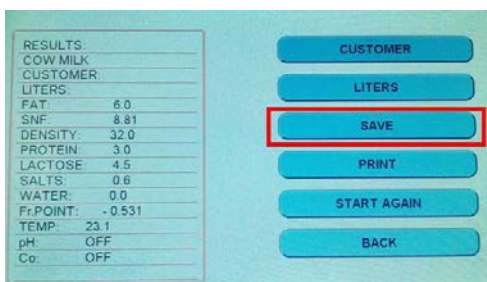 RESULTS:
COW MILK
CUSTOMER:
LITERS:
FAT: 6.0
SNF: 8.81
DENSITY: 32.0
PROTEIN: 3.0
LACTOSE: 4.5
SALTS: 0.6
WATER: 0.0
Fr.POINT: - 0.531
TEMP: 23.1
pH: OFF
Co: OFF
CUSTOMER
LITERS
SAVE
PRINT
START AGAIN
BACK